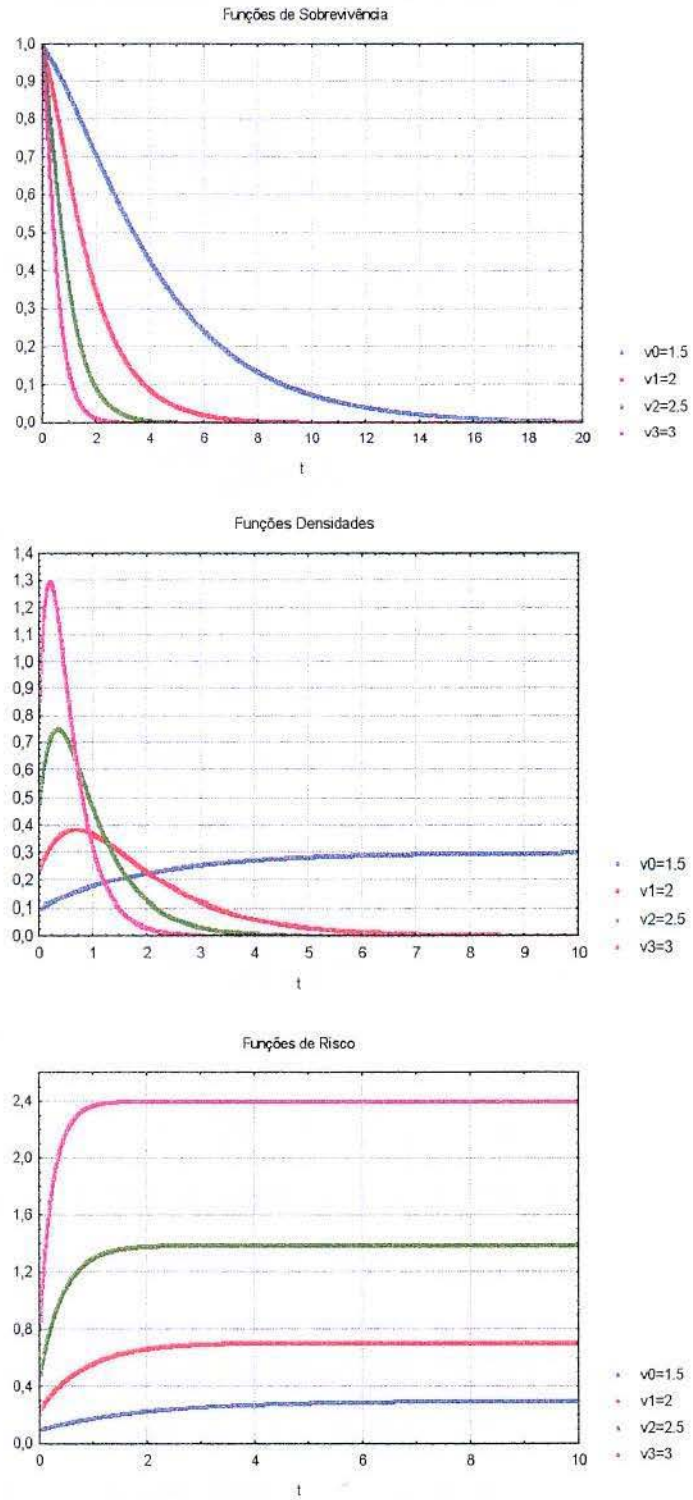 Funções de Sobrevivência
1,0
0,9
0,8
0,7
0,6
0,5
0,4
0,3
0,2
0,1
0,0
0 2 4 6 8 10 12 14 16 18 20
t
v0=1.5
v1=2
v2=2.5
v3=3
Funções Densidades
1,4
1,3
1,2
1,1
1,0
0,9
0,8
0,7
0,6
0,5
0,4
0,3
0,2
0,1
0,0
0 1 2 3 4 5 6 7 8 9 10
t
v0=1.5
v1=2
v2=2.5
v3=3
Funções de Risco
2,4
2,0
1,6
1,2
0,8
0,4
0,0
0 2 4 6 8 10
t
v0=1.5
v1=2
v2=2.5
v3=3